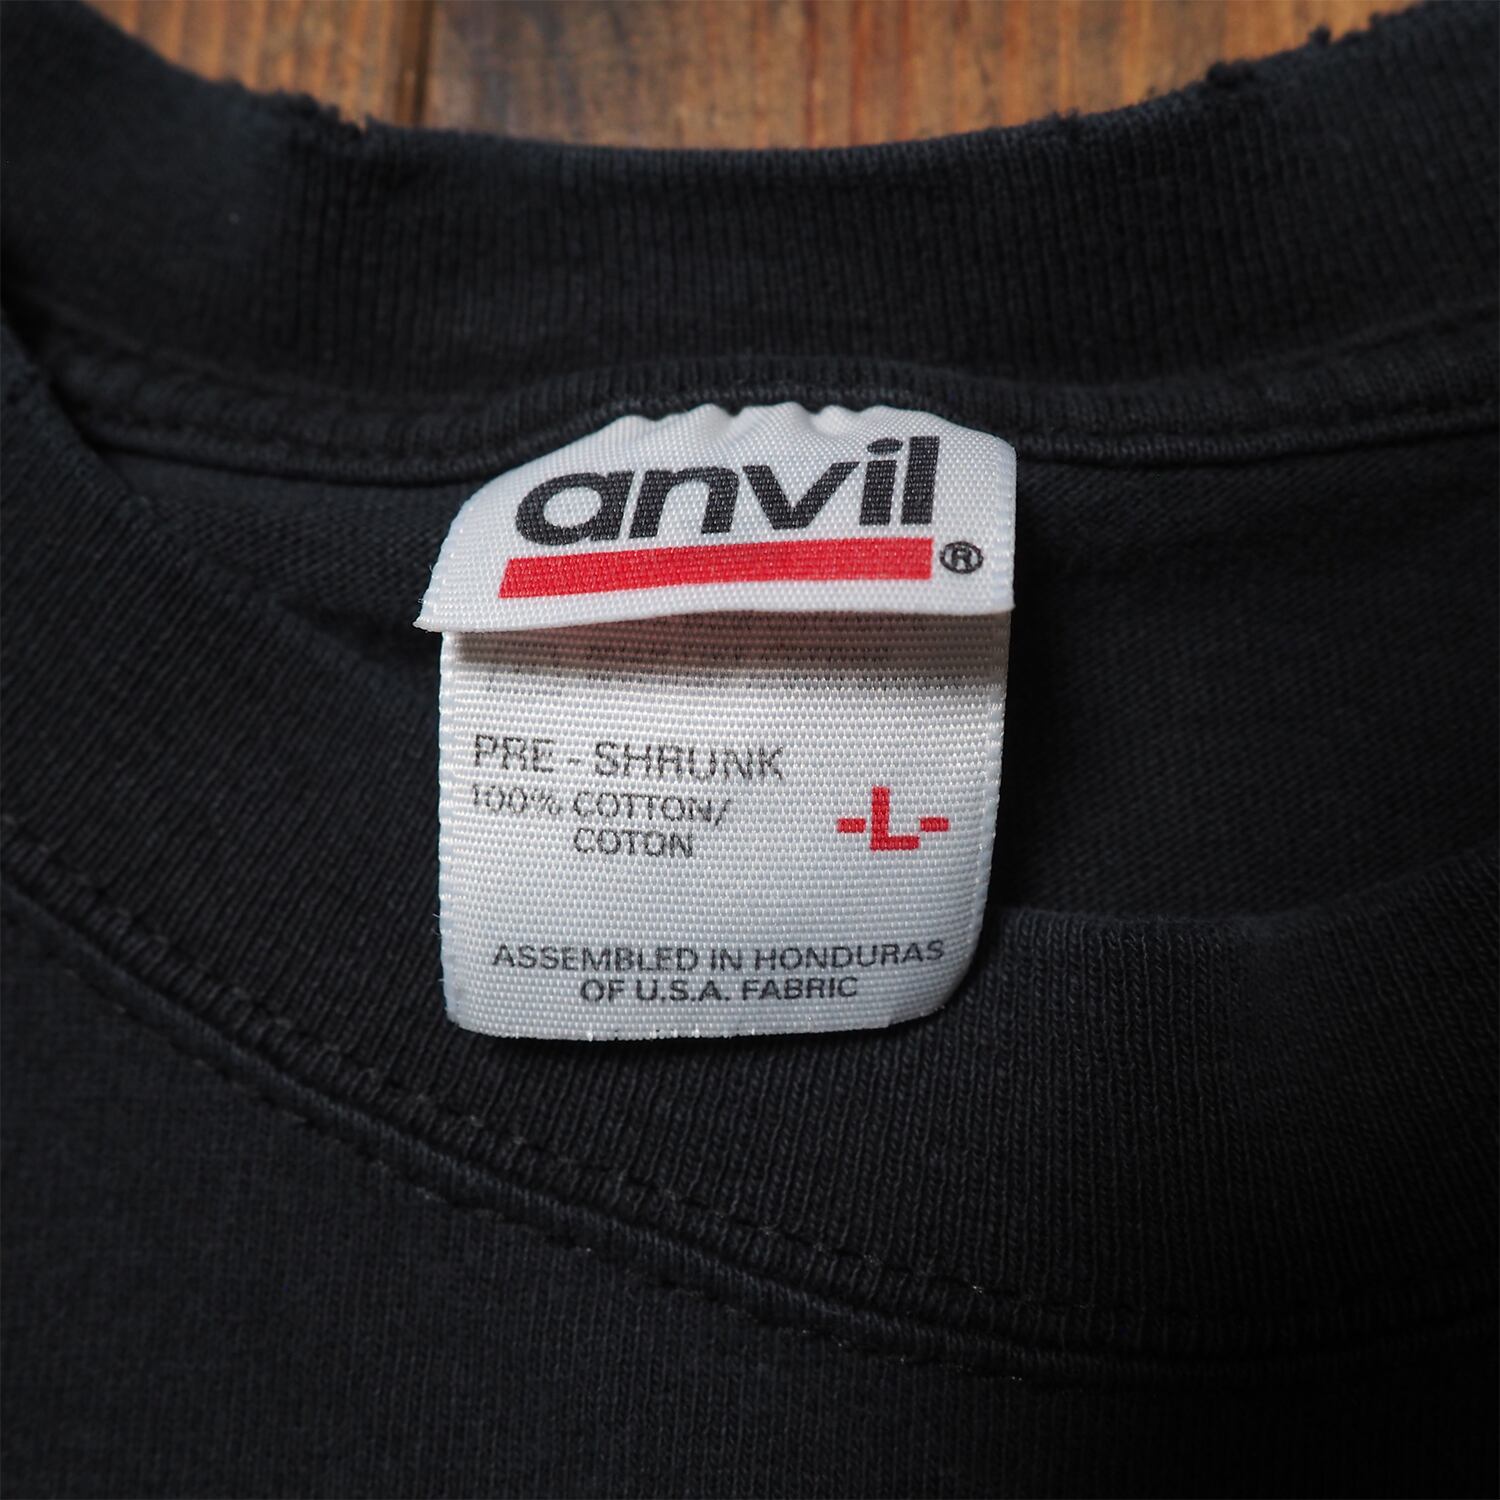 anvil
®
PRE - SHRUNK
100% COTTON/
COTON
-L-
ASSEMBLED IN HONDURAS
OF U.S.A. FABRIC